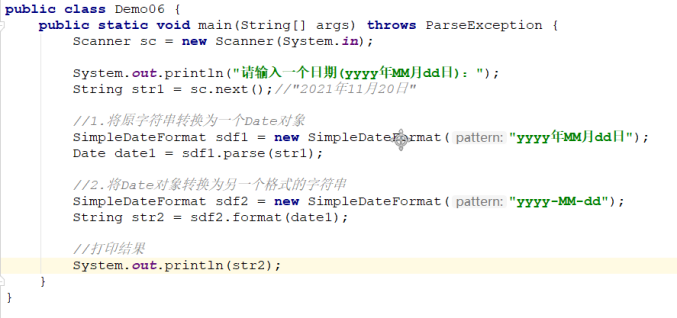 public class Demo06 {
public static void main(String[] args) throws ParseException {
Scanner sc = new Scanner(System.in);
System.out.println("请输入一个日期(yyyy年MM月dd日)：");
String str1 = sc.next();//"2021年11月20日"
//1.将原字符串转换为一个Date对象
SimpleDateFormat sdf1 = new SimpleDateFormat( pattern: "yyyy年MM月dd日");
Date date1 = sdf1.parse(str1);
//2.将Date对象转换为另一个格式的字符串
SimpleDateFormat sdf2 = new SimpleDateFormat( pattern: "yyyy-MM-dd");
String str2 = sdf2.format(date1);
//打印结果
System.out.println(str2);
}
}